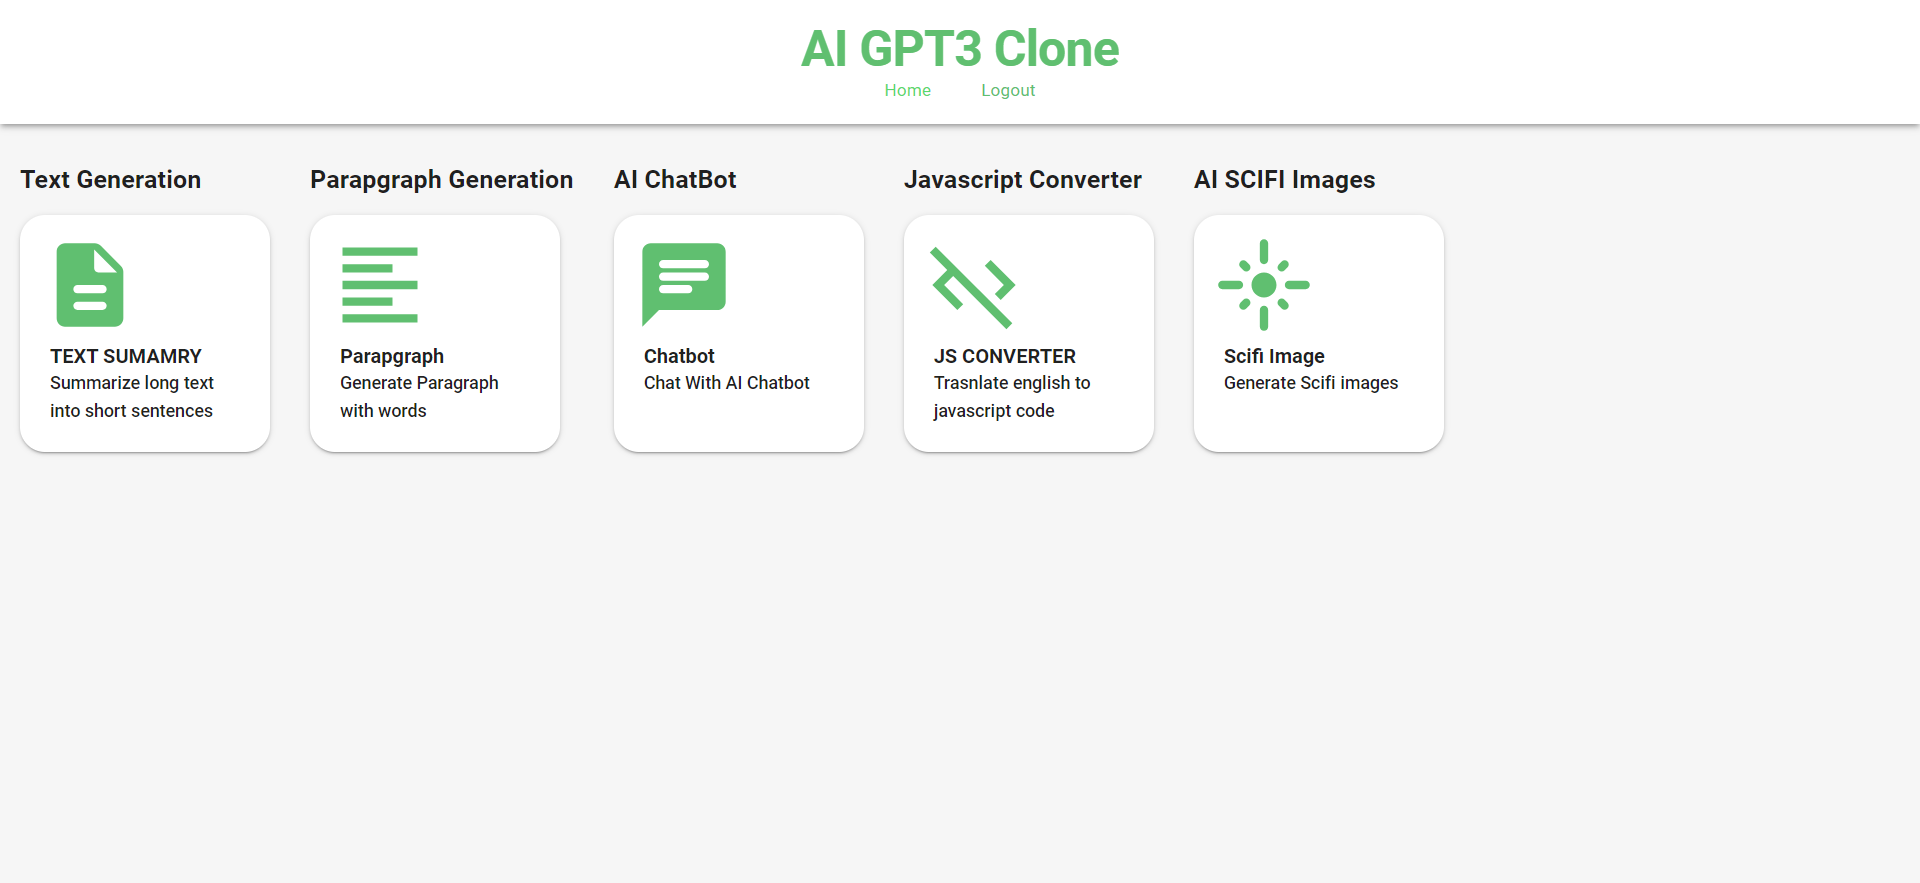 AI GPT3 Clone
Home Logout
Text Generation
TEXT SUMAMRY
Summarize long text
into short sentences
Parapgraph Generation
Parapgraph
Generate Paragraph
with words
AI ChatBot
Chatbot
Chat With AI Chatbot
Javascript Converter
JS CONVERTER
Trasnlate english to
javascript code
AI SCIFI Images
Scifi Image
Generate Scifi images